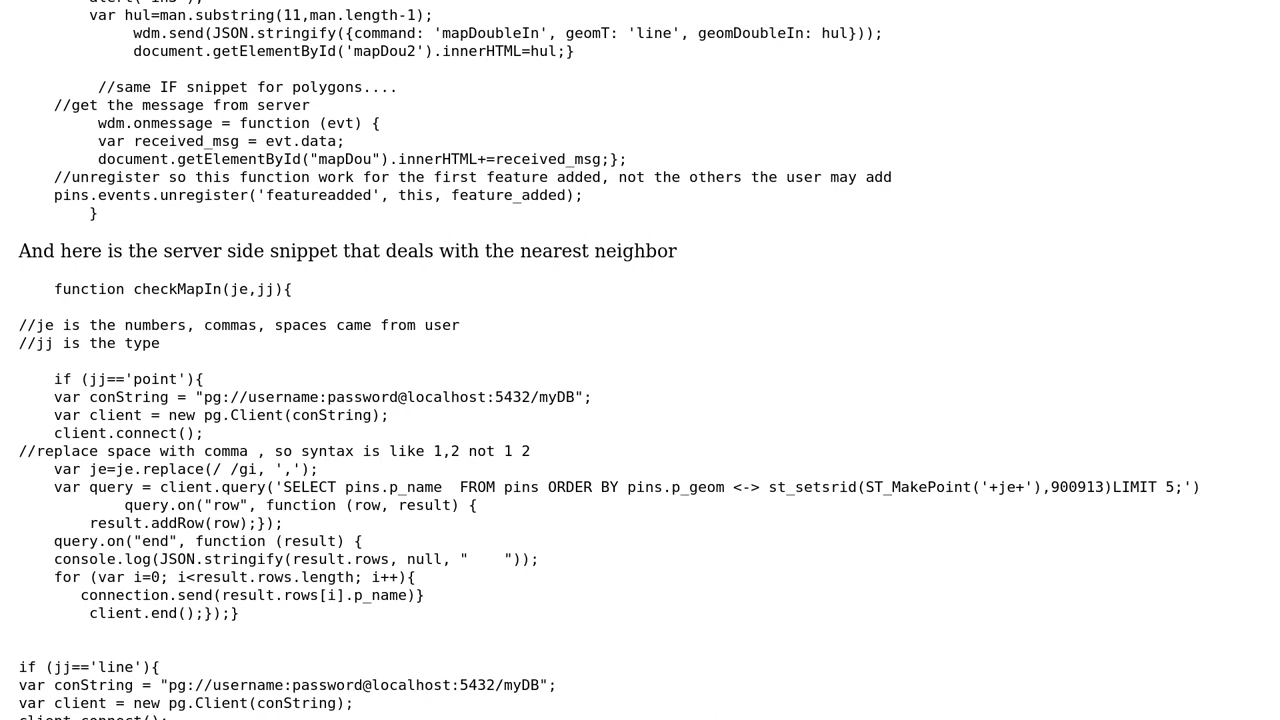 var hul=man.substring(11,man.length-1);
wdm.send(JSON.stringify({command: 'mapDoubleIn', geomT: 'line', geomDoubleIn: hul}));
document.getElementById('mapDou2').innerHTML=hul;}
//same IF snippet for polygons....
//get the message from server
wdm.onmessage = function (evt) {
var received_msg = evt.data;
document.getElementById("mapDou").innerHTML+=received_msg;};
//unregister so this function work for the first feature added, not the others the user may add
pins.events.unregister('featureadded', this, feature_added);
}
And here is the server side snippet that deals with the nearest neighbor
function checkMapIn(je,jj){
//je is the numbers, commas, spaces came from user
//jj is the type
if (jj=='point'){
var conString = "pg://username:password@localhost:5432/myDB";
var client = new pg.Client(conString);
client.connect();
//replace space with comma , so syntax is like 1,2 not 1 2
var je=je.replace(/ /gi, ',');
var query = client.query('SELECT pins.p_name  FROM pins ORDER BY pins.p_geom <-> st_setsrid(ST_MakePoint('+je+'),900913)LIMIT 5;')
query.on("row", function (row, result) {
result.addRow(row);});
query.on("end", function (result) {
console.log(JSON.stringify(result.rows, null, "    "));
for (var i=0; i<result.rows.length; i++){
connection.send(result.rows[i].p_name)}
client.end();});}
if (jj=='line'){
var conString = "pg://username:password@localhost:5432/myDB";
var client = new pg.Client(conString);
client.connect();